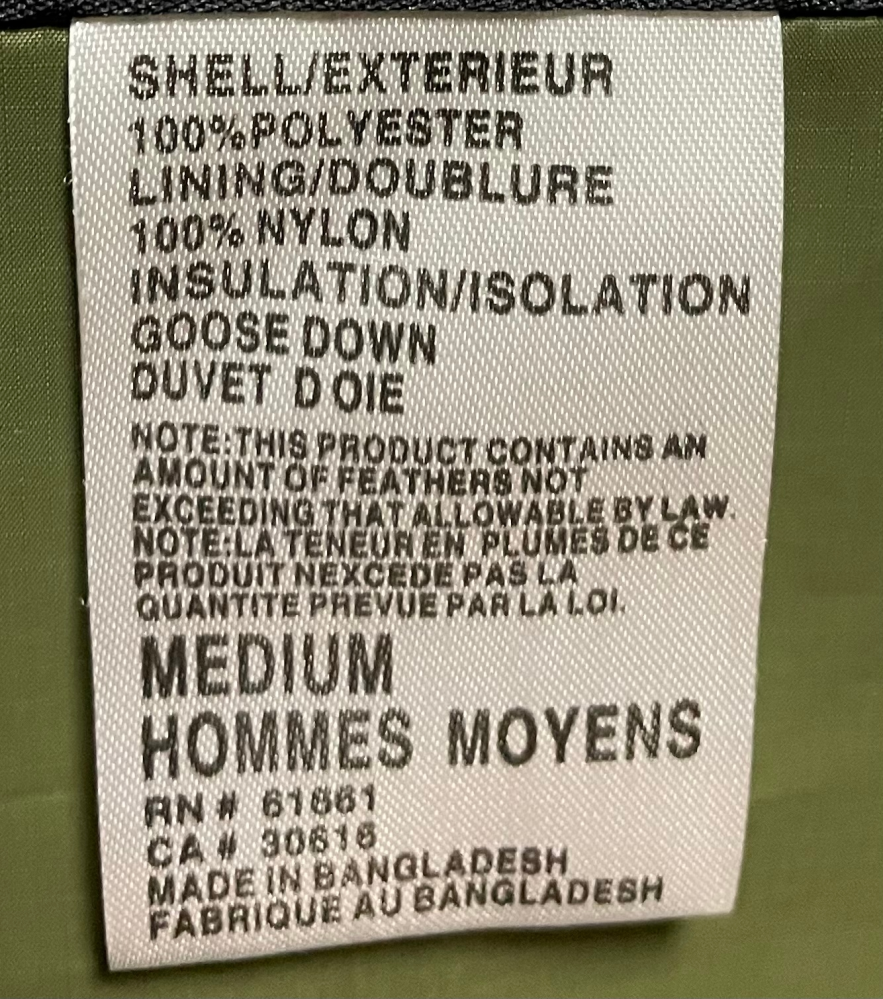 SHELL/EXTERIEUR
100%POLYESTER
LINING/DOUBLURE
100% NYLON
INSULATION/ISOLATION
GOOSE DOWN
DUVET D OIE
NOTE:THIS PRODUCT CONTAINS AN
AMOUNT OF FEATHERS NOT
EXCEEDING THAT ALLOWABLE BY LAW.
NOTE:LA TENEUR EN PLUMES DE CE
PRODUIT NEXCEDE PAS LA
QUANTITE PREVUE PAR LA LOI.
MEDIUM
HOMMES MOYENS
RN # 61661
CA # 30616
MADE IN BANGLADESH
FABRIQUE AU BANGLADESH